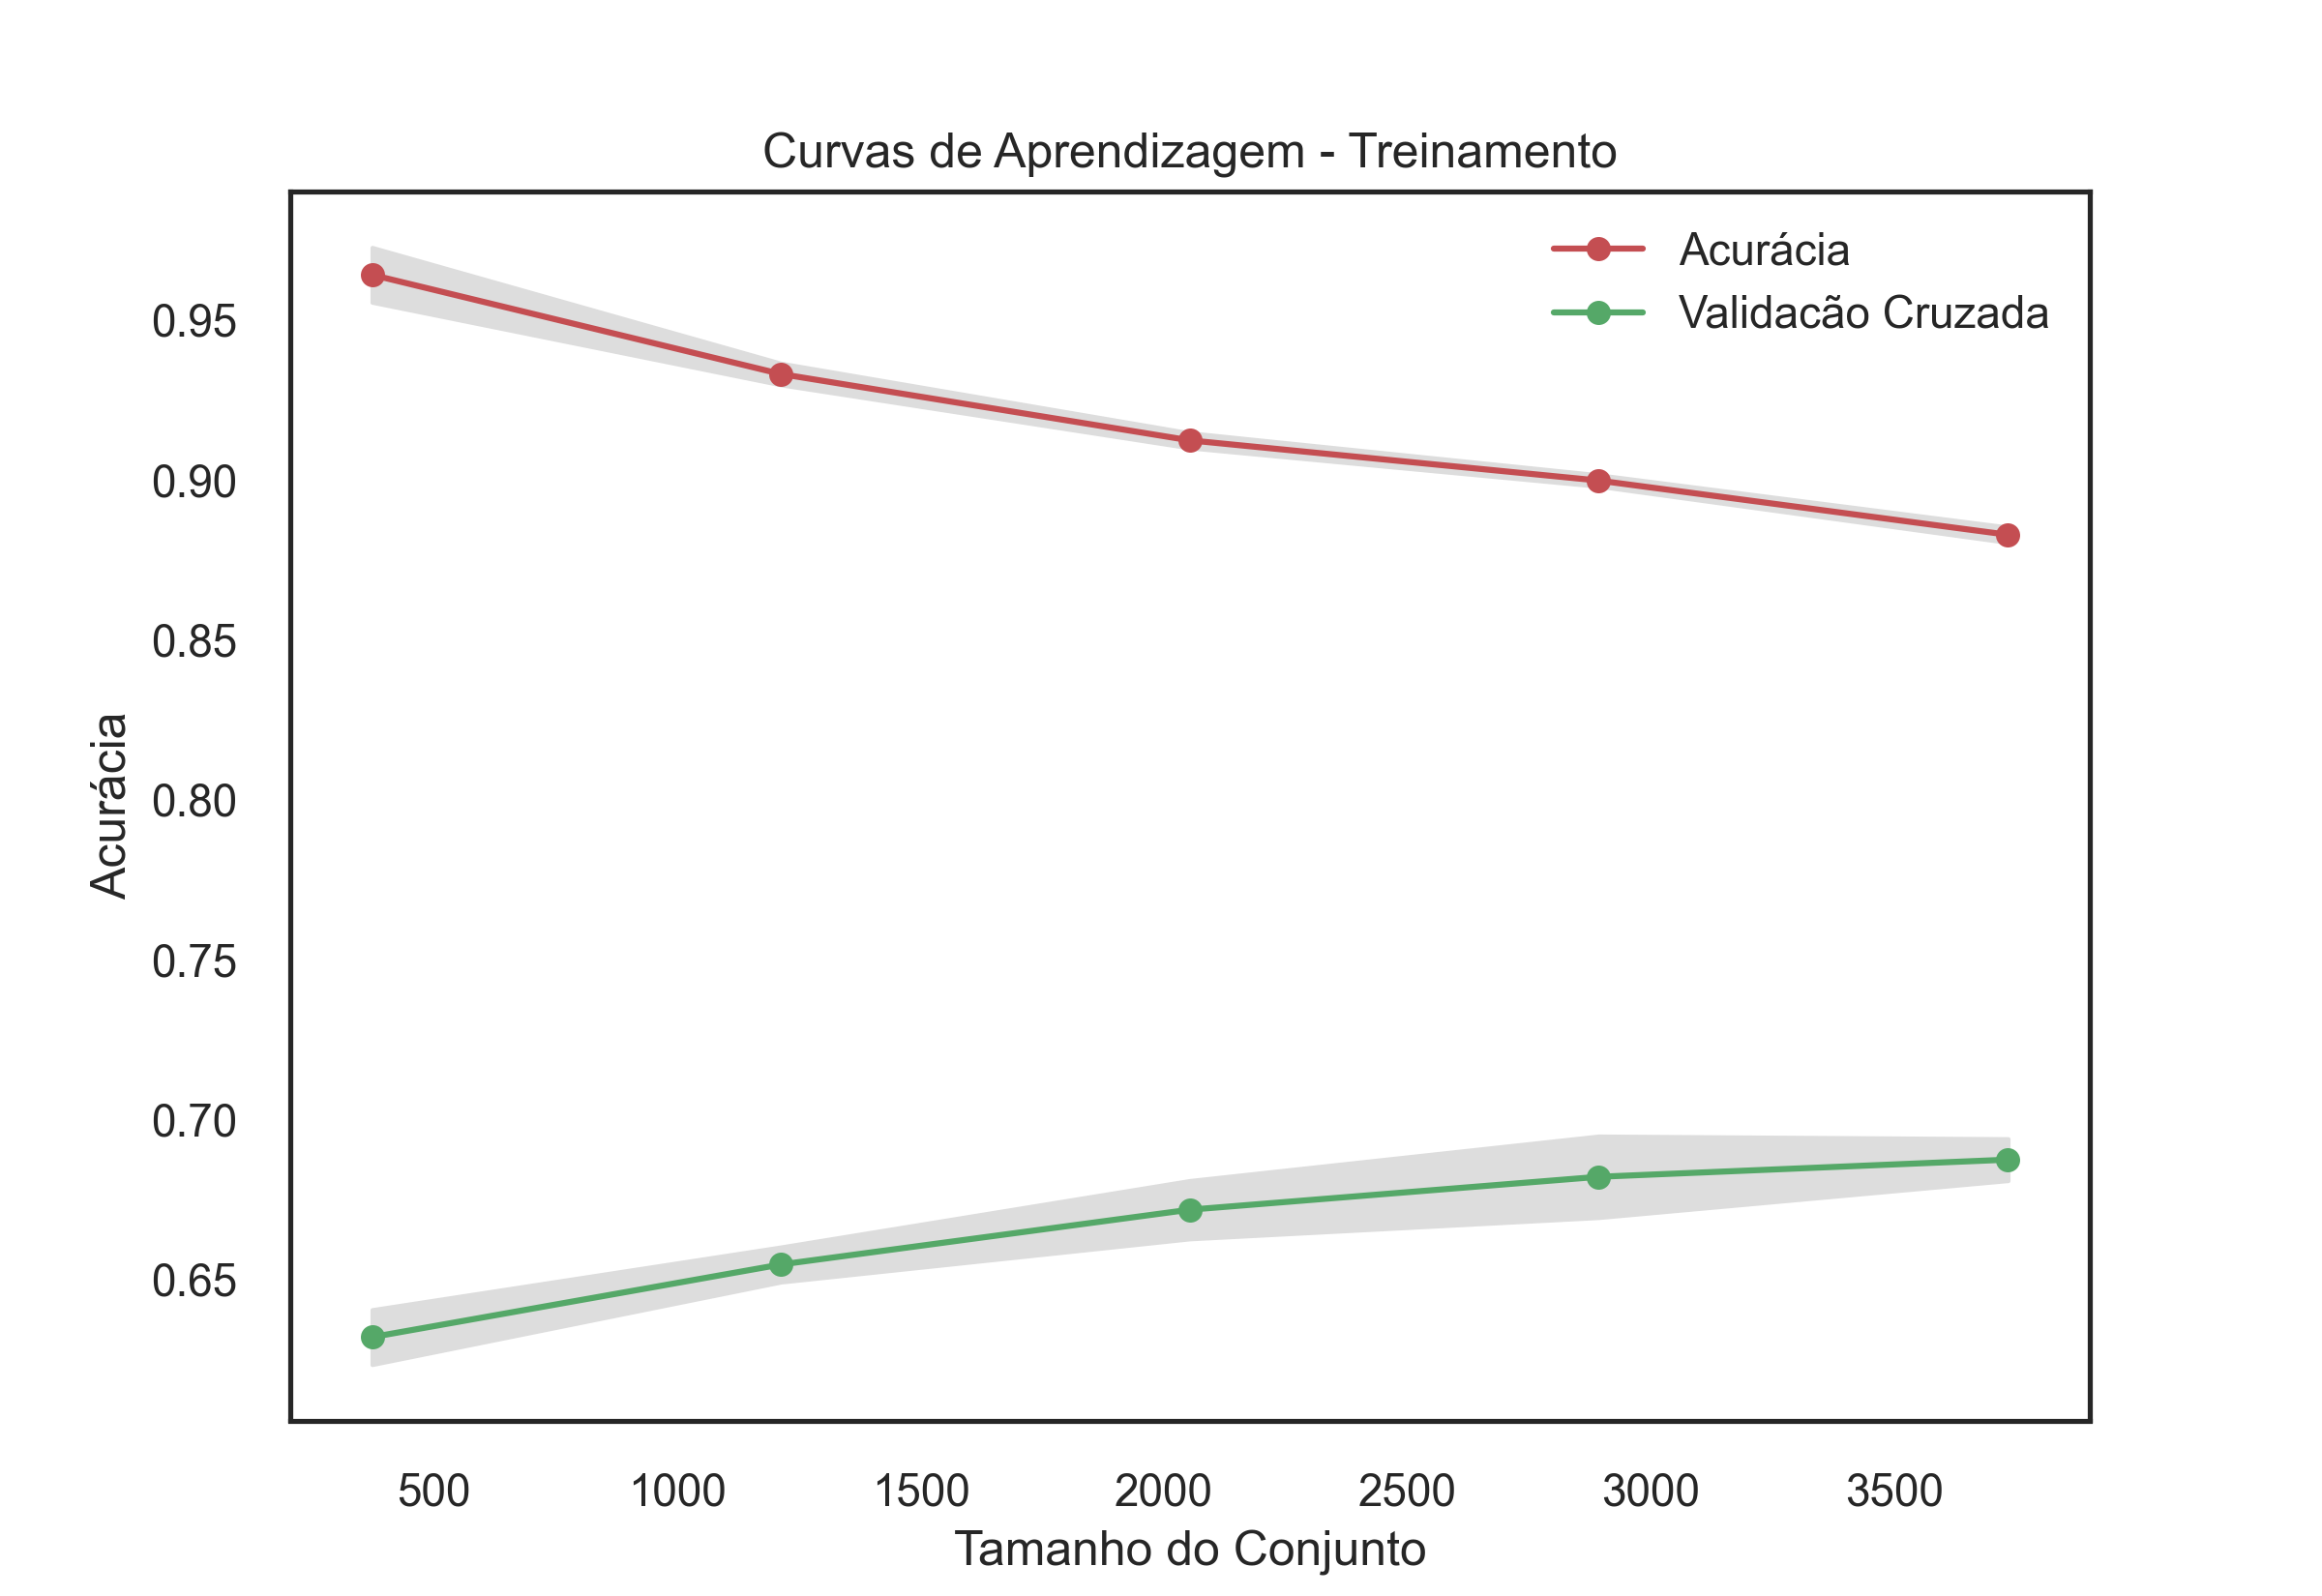 Curvas de Aprendizagem - Treinamento
Acurácia
Validacão Cruzada
0.95
0.90
0.85
0.80
0.75
0.70
0.65
Acurácia
500 1000 1500 2000 2500 3000 3500
Tamanho do Conjunto